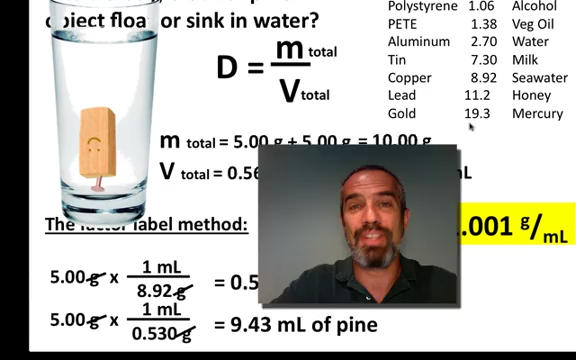 object float or sink in water?
Polystyrene 1.06 Alcohol
PETE 1.38 Veg Oil
Aluminum 2.70 Water
Tin 7.30 Milk
Copper 8.92 Seawater
Lead 11.2 Honey
Gold 19.3 Mercury
D = m total / V total
m total = 5.00 g + 5.00 g = 10.00 g
V total = 0.56 mL
The factor label method:
.001 g/mL
5.00 g x 1 mL / 8.92 g = 0.5
5.00 g x 1 mL / 0.530 g = 9.43 mL of pine